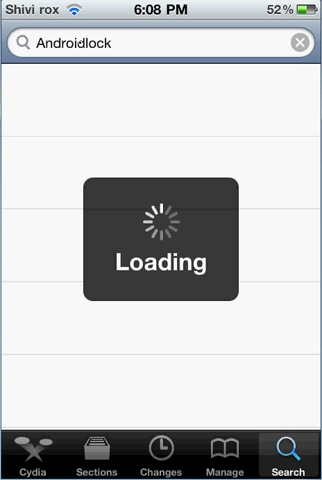 Shivi rox 6:08 PM 52%
Androidlock
Loading
Cydia Sections Changes Manage Search